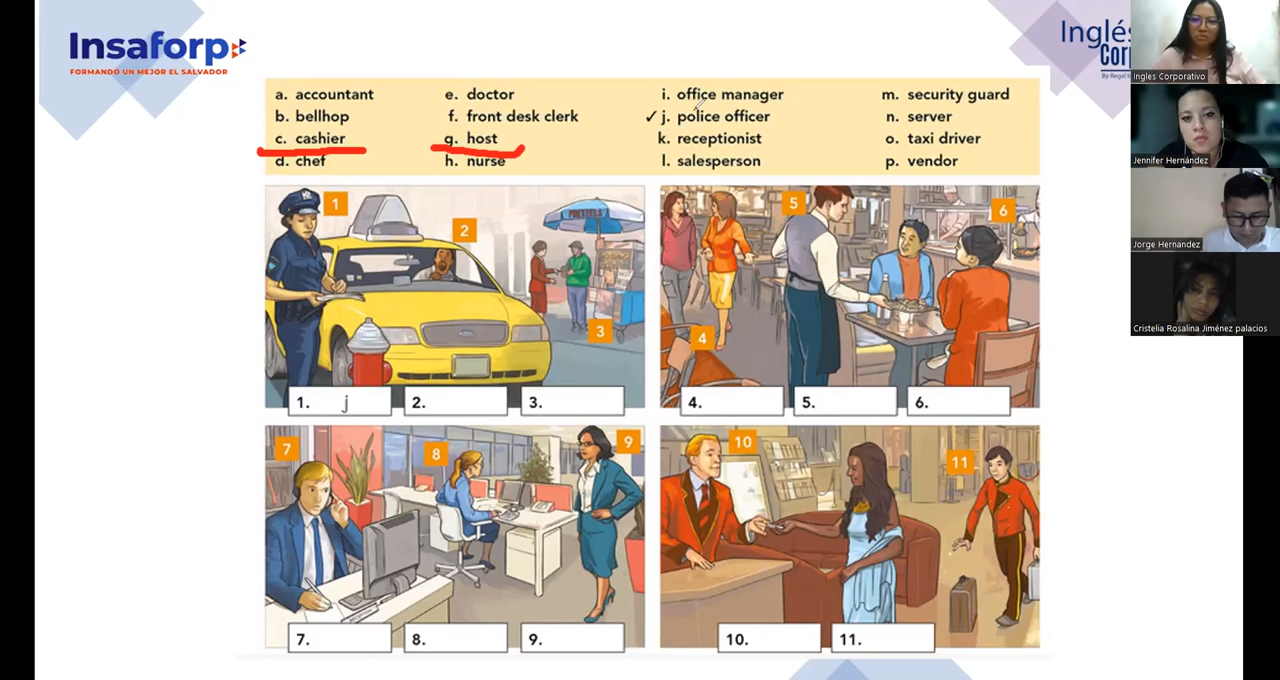 Insaforp
FORMANDO UN MEJOR EL SALVADOR
Inglés
Corp
By Regal
Ingles Corporativo
Jennifer Hernández
Jorge Hernandez
Cristelia Rosalina Jiménez palacios
a. accountant
b. bellhop
c. cashier
d. chef
e. doctor
f. front desk clerk
g. host
h. nurse
i. office manager
✓ j. police officer
k. receptionist
l. salesperson
m. security guard
n. server
o. taxi driver
p. vendor
1
2
PRETZELS
3
1. j
2.
3.
4
5
6
4.
5.
6.
7
8
9
7.
8.
9.
10
11
10.
11.